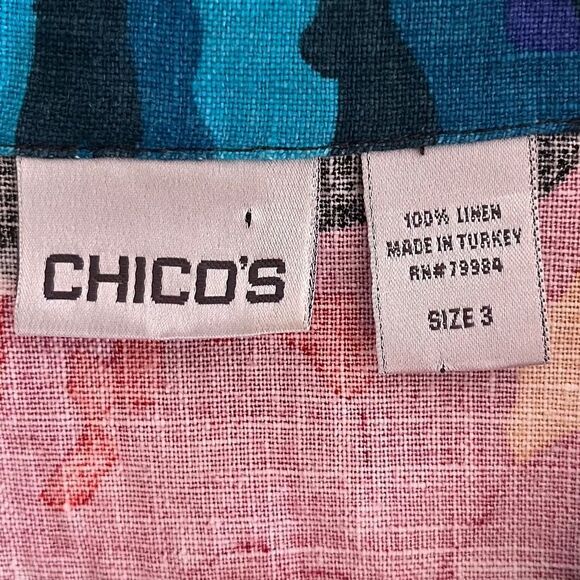 CHICO'S
100% LINEN
MADE IN TURKEY
RN# 79984
SIZE 3